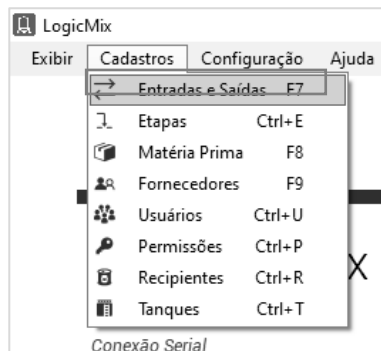 LogicMix
Exibir Cadastros Configuração Ajuda
Entradas e Saídas F7
Etapas Ctrl+E
Matéria Prima F8
Fornecedores F9
Usuários Ctrl+U
Permissões Ctrl+P
Recipientes Ctrl+R
X
Tanques Ctrl+T
Conexão Serial